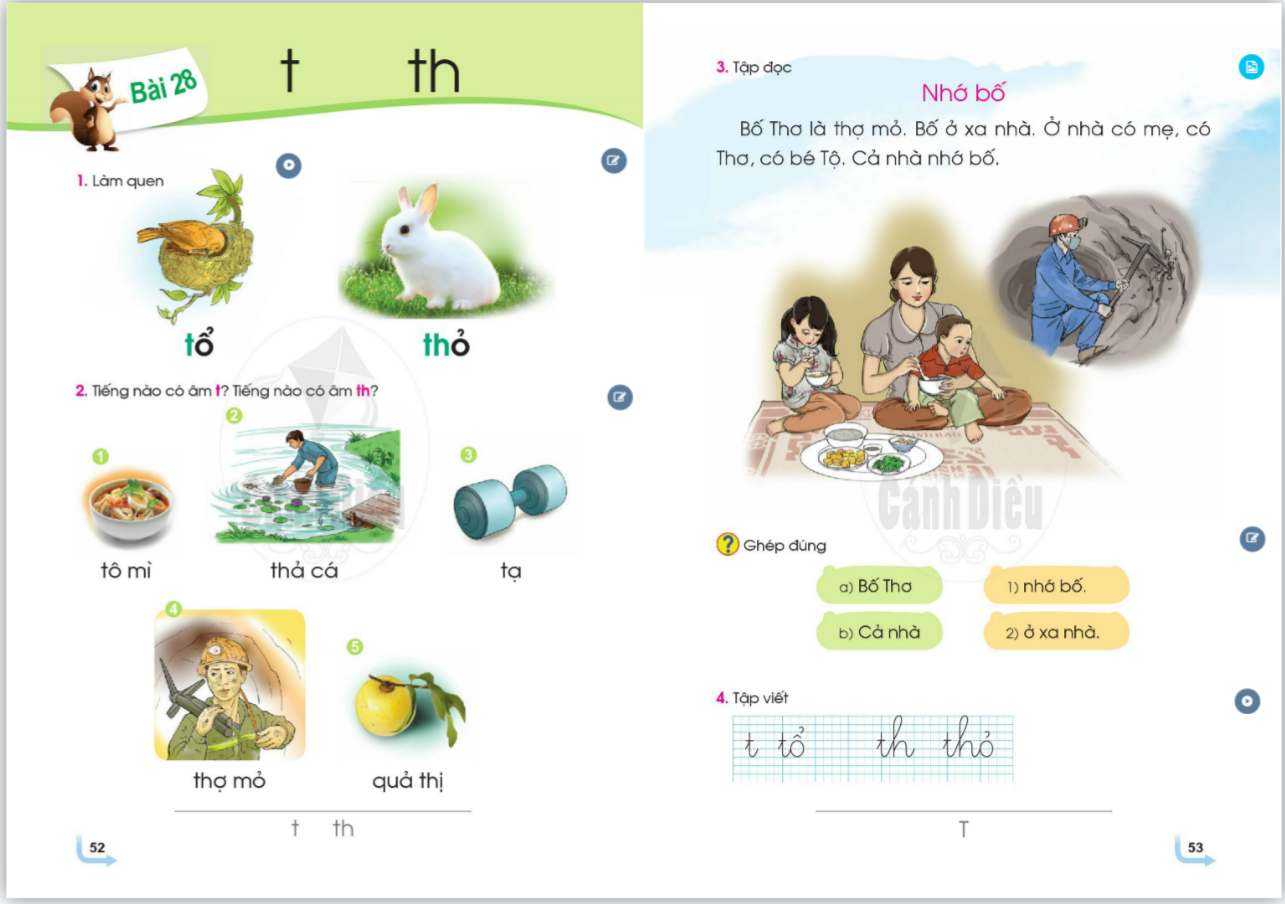 Bài 28
t th
1. Làm quen
tổ
thỏ
2. Tiếng nào có âm t? Tiếng nào có âm th?
1
2
3
tô mì
thả cá
tạ
4
5
thợ mỏ
quả thị
t th
52
3. Tập đọc
Nhớ bố
Bố Thơ là thợ mỏ. Bố ở xa nhà. Ở nhà có mẹ, có
Thơ, có bé Tộ. Cả nhà nhớ bố.
Cánh Diều
? Ghép đúng
a) Bố Thơ
1) nhớ bố.
b) Cả nhà
2) ở xa nhà.
4. Tập viết
t tổ th thỏ
T
53